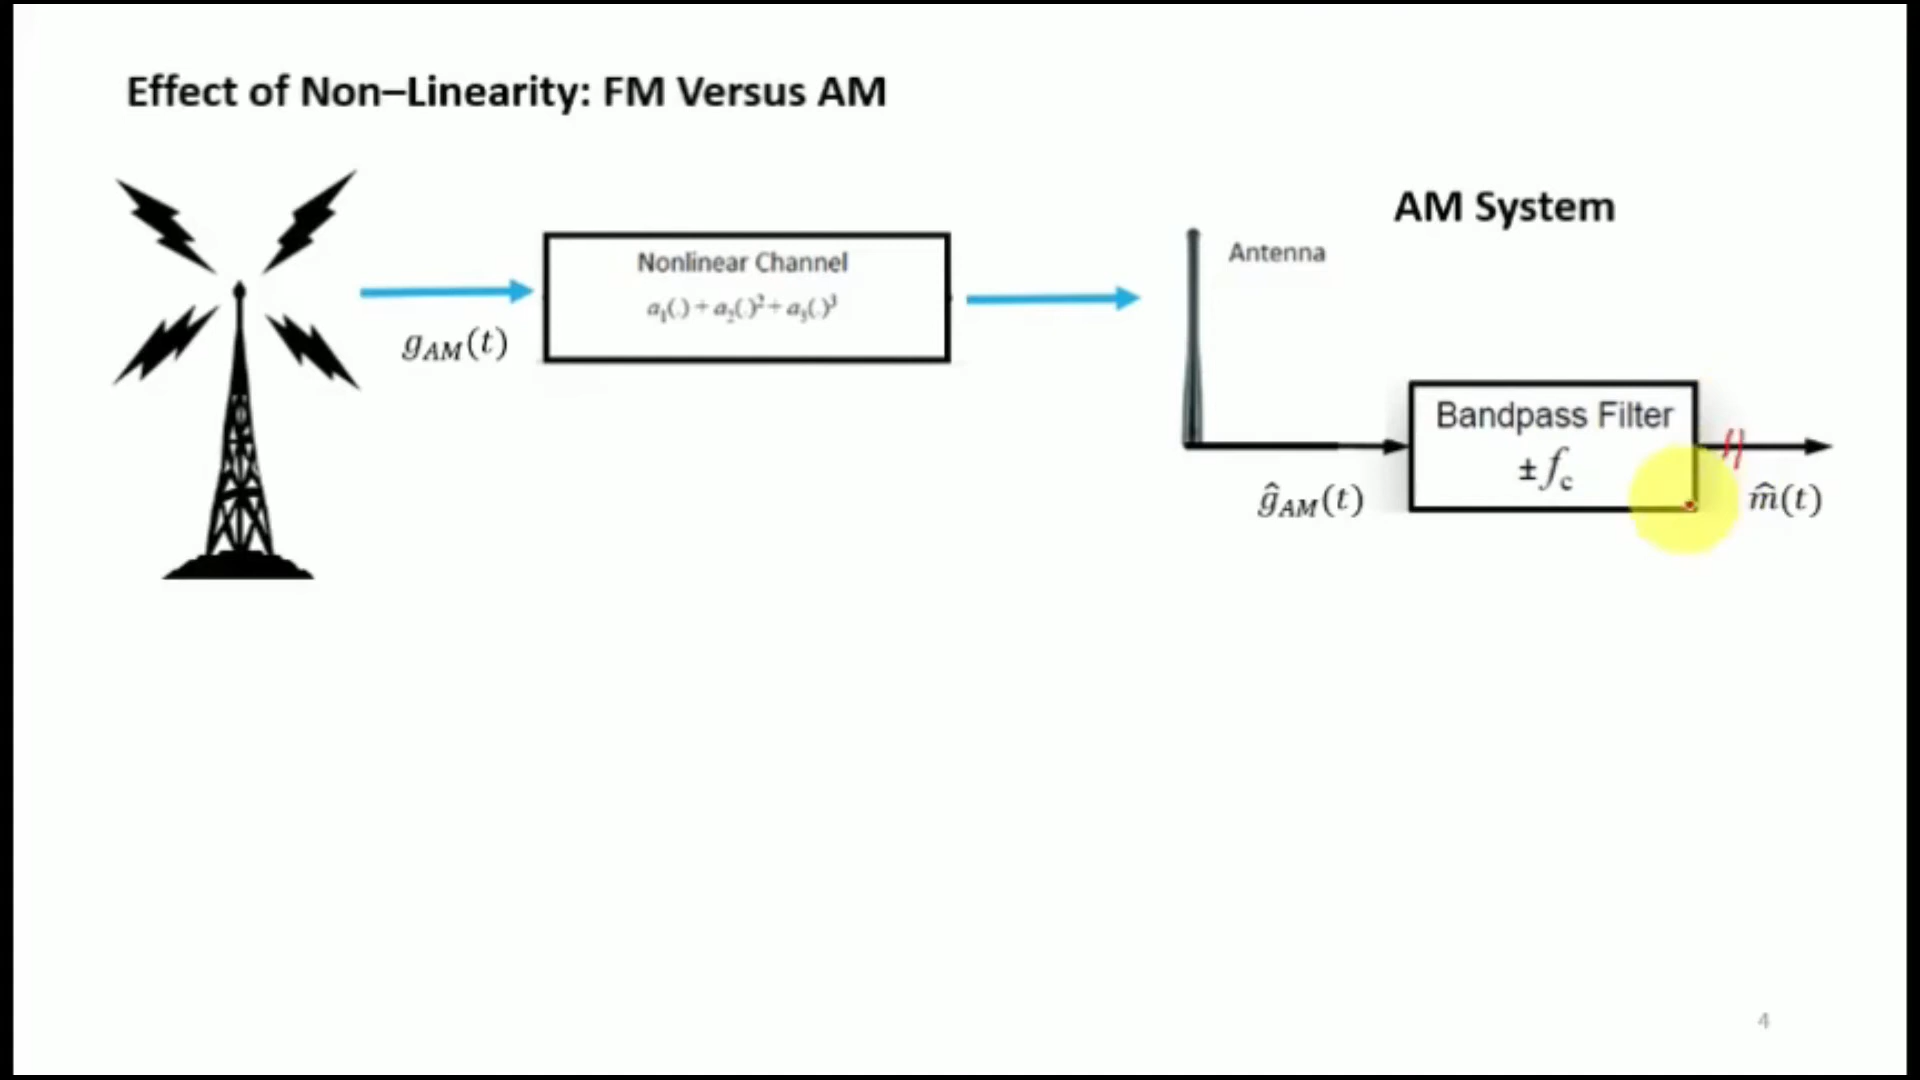 Effect of Non–Linearity: FM Versus AM
AM System
Antenna
Nonlinear Channel
a₁(.) + a₂(.)² + a₃(.)³
g_AM(t)
Bandpass Filter
± f_c
ĝ_AM(t)
m̂(t)
4